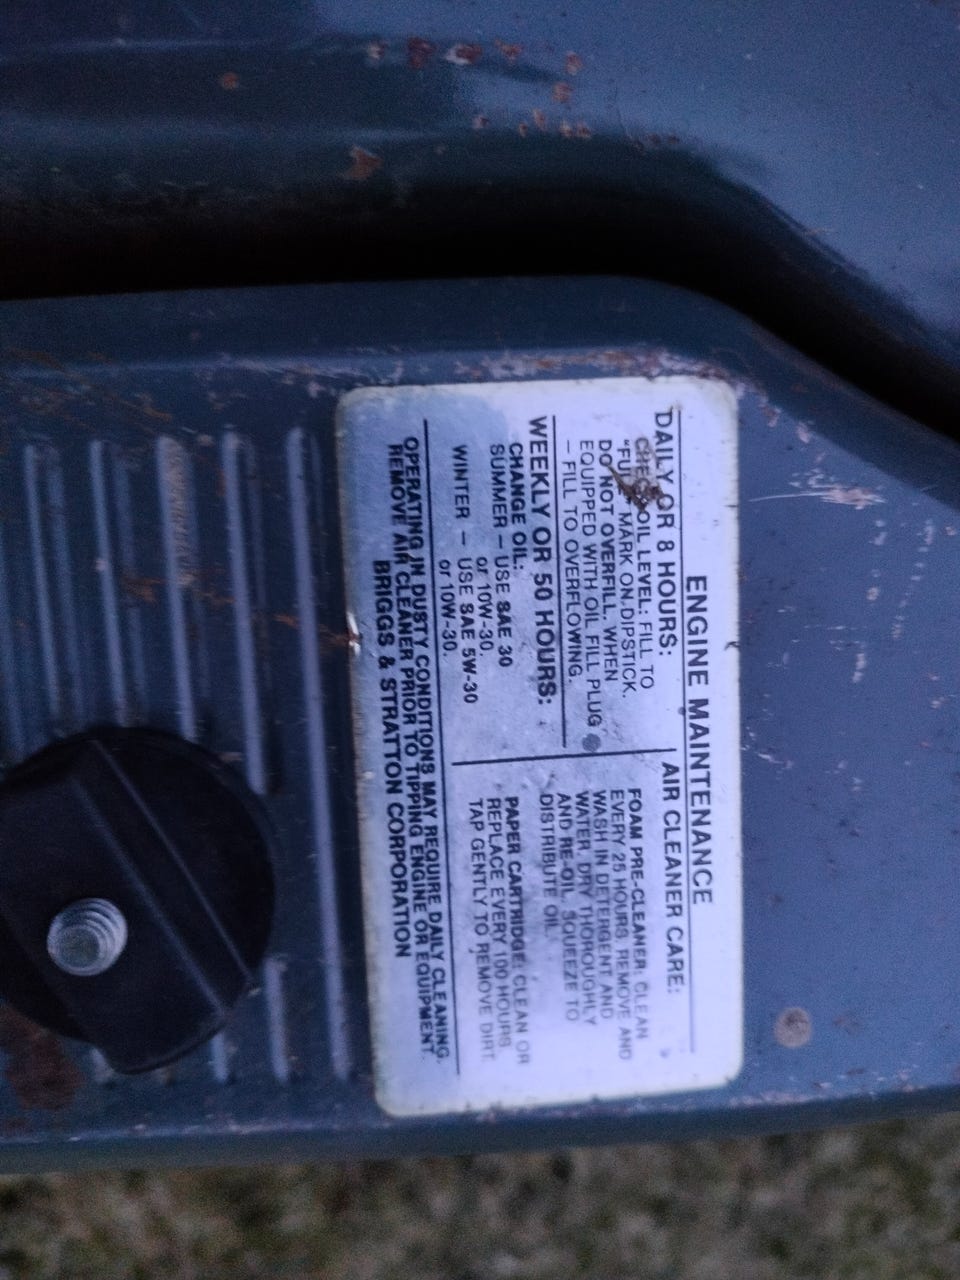 ENGINE MAINTENANCE
DAILY OR 8 HOURS:
CHECK OIL LEVEL: FILL TO
"FULL" MARK ON DIPSTICK.
DO NOT OVERFILL. WHEN
EQUIPPED WITH OIL FILL PLUG
– FILL TO OVERFLOWING.
WEEKLY OR 50 HOURS:
CHANGE OIL:
SUMMER – USE SAE 30
or 10W-30.
WINTER – USE SAE 5W-30
or 10W-30.
AIR CLEANER CARE:
FOAM PRE-CLEANER: CLEAN
EVERY 25 HOURS. REMOVE AND
WASH IN DETERGENT AND
WATER. DRY THOROUGHLY
AND RE-OIL. SQUEEZE TO
DISTRIBUTE OIL.
PAPER CARTRIDGE: CLEAN OR
REPLACE EVERY 100 HOURS.
TAP GENTLY TO REMOVE DIRT.
OPERATING IN DUSTY CONDITIONS MAY REQUIRE DAILY CLEANING.
REMOVE AIR CLEANER PRIOR TO TIPPING ENGINE OR EQUIPMENT.
BRIGGS & STRATTON CORPORATION